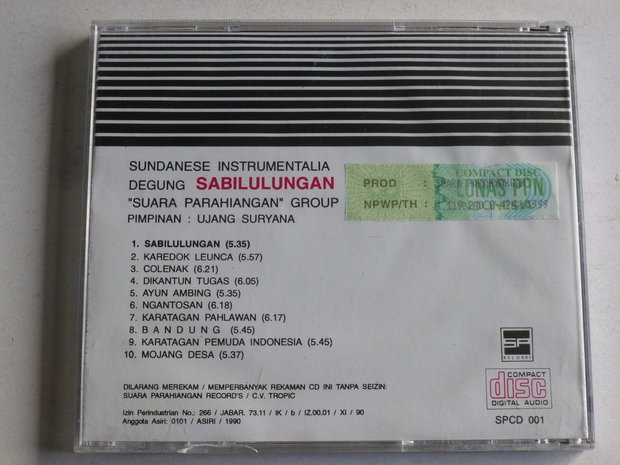 SUNDANESE INSTRUMENTALIA
DEGUNG SABILULUNGAN
"SUARA PARAHIANGAN" GROUP
PIMPINAN : UJANG SURYANA
COMPACT DISC
PROD :
LUNAS PPN
NPWP/TH :
1. SABILULUNGAN (5.35)
2. KAREDOK LEUNCA (5.57)
3. COLENAK (6.21)
4. DIKANTUN TUGAS (6.05)
5. AYUN AMBING (5.35)
6. NGANTOSAN (6.18)
7. KARATAGAN PAHLAWAN (6.17)
8. BANDUNG (5.45)
9. KARATAGAN PEMUDA INDONESIA (5.45)
10. MOJANG DESA (5.37)
SP
RECORDS
COMPACT
disc
DIGITAL AUDIO
SPCD 001
DILARANG MEREKAM / MEMPERBANYAK REKAMAN CD INI TANPA SEIZIN:
SUARA PARAHIANGAN RECORD'S / C.V. TROPIC
Izin Perindustrian No.: 266 / JABAR. 73.11 / IK / b / IZ.00.01 / XI / 90
Anggota Asiri: 0101 / ASIRI / 1990